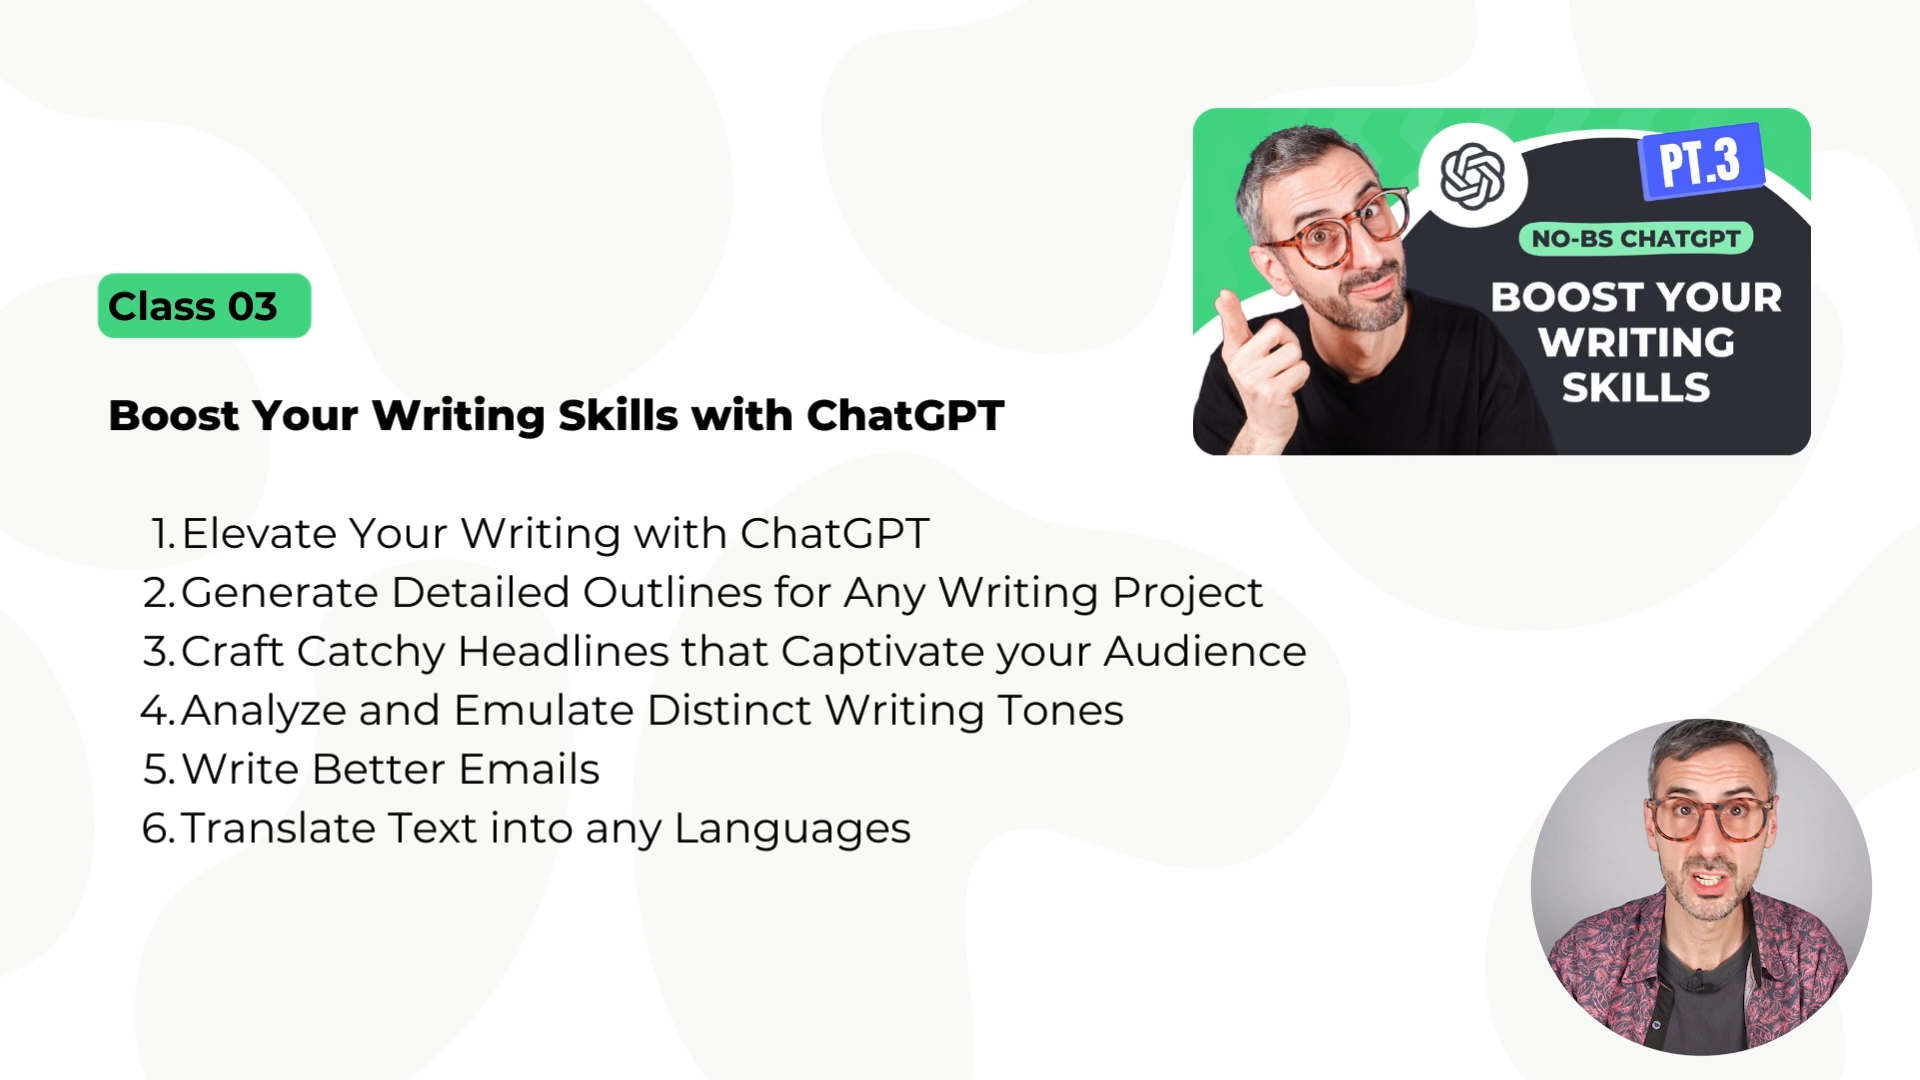 Class 03
Boost Your Writing Skills with ChatGPT
1. Elevate Your Writing with ChatGPT
2. Generate Detailed Outlines for Any Writing Project
3. Craft Catchy Headlines that Captivate your Audience
4. Analyze and Emulate Distinct Writing Tones
5. Write Better Emails
6. Translate Text into any Languages
PT.3
NO-BS CHATGPT
BOOST YOUR
WRITING
SKILLS